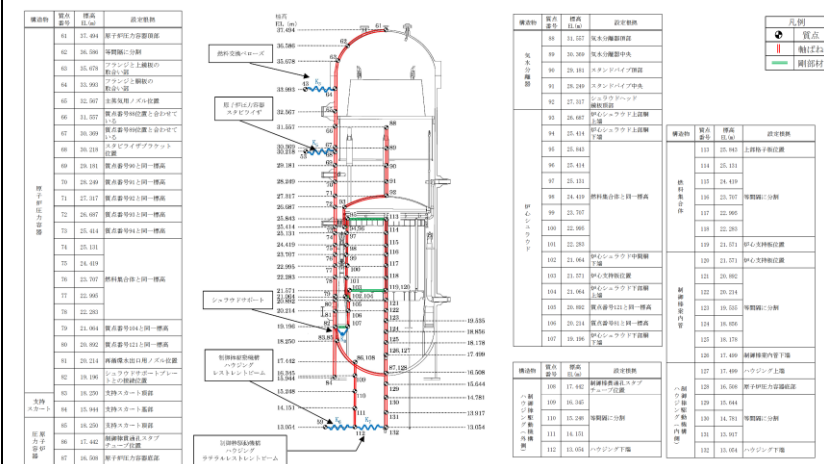 構造物 質点番号 標高 EL.(m) 設定根拠
原子炉圧力容器
61 37.494 原子炉圧力容器頂部
62 36.586 等間隔に分割
63 35.678 フランジと上鏡板の取合い部
64 33.993 フランジと胴板の取合い部
65 32.567 主蒸気用ノズル位置
66 31.557 質点番号88位置と合わせている
67 30.369 質点番号89位置と合わせている
68 30.218 スタビライザブラケット位置
69 29.181 質点番号90と同一標高
70 28.249 質点番号91と同一標高
71 27.317 質点番号92と同一標高
72 26.687 質点番号93と同一標高
73 25.414 質点番号94と同一標高
74 25.131
75 24.419
76 23.707 燃料集合体と同一標高
77 22.995
78 22.283
79 21.064 質点番号104と同一標高
80 20.892 質点番号121と同一標高
81 20.214 再循環水出口用ノズル位置
82 19.196 シュラウドサポートプレートとの接続位置
支持スカート
83 18.250 支持スカート頂部
84 15.944 支持スカート基部
圧力容器
85 18.250 支持スカート頂部
86 17.442 制御棒貫通孔スタブチューブ位置
87 16.508 原子炉圧力容器底部
標高
EL.(m)
37.494
36.586
35.678
33.993
32.567
31.557
30.369
30.218
29.181
28.249
27.317
26.687
25.843
25.414
25.131
24.419
23.707
22.995
22.283
21.571
21.064
20.892
20.214
19.196
18.250
17.442
16.345
15.944
15.248
14.151
13.054
燃料交換ベローズ
原子炉圧力容器
スタビライザ
シュラウドサポート
制御棒駆動機構
ハウジング
レストレントビーム
制御棒駆動機構
ハウジング
ラテラルレストレントビーム
19.535
18.856
18.178
17.499
16.508
15.644
14.781
13.917
13.054
構造物 質点番号 標高 EL.(m) 設定根拠
気水分離器
88 31.557 気水分離器頂部
89 30.369 気水分離器中央
90 29.181 スタンドパイプ頂部
91 28.249 スタンドパイプ中央
92 27.317 シュラウドヘッド鏡板頂部
炉心シュラウド
93 26.687 炉心シュラウド上部胴上端
94 25.414 炉心シュラウド上部胴下端
95 25.843
96 25.414
97 25.131
98 24.419 燃料集合体と同一標高
99 23.707
100 22.995
101 22.283
102 21.064 炉心シュラウド中間胴下端
103 21.571 炉心支持板位置
104 21.064 炉心シュラウド下部胴上端
105 20.892 質点番号121と同一標高
106 20.214 質点番号81と同一標高
107 19.196 炉心シュラウド下部胴下端
構造物 質点番号 標高 EL.(m) 設定根拠
108 17.442 制御棒貫通孔スタブチューブ位置
109 16.345
110 15.248 等間隔に分割
111 14.151
112 13.054 ハウジング下端
凡例
質点
軸ばね
剛部材
構造物 質点番号 標高 EL.(m) 設定根拠
燃料集合体
113 25.843 上部格子板位置
114 25.131
115 24.419
116 23.707 等間隔に分割
117 22.995
118 22.283
119 21.571 炉心支持板位置
制御棒案内管
120 21.571 炉心支持板位置
121 20.892
122 20.214
123 19.535 等間隔に分割
124 18.856
125 18.178
126 17.499 制御棒案内管下端
127 17.499 ハウジング上端
128 16.508 原子炉圧力容器底部
129 15.644
130 14.781 等間隔に分割
131 13.917
132 13.054 ハウジング下端